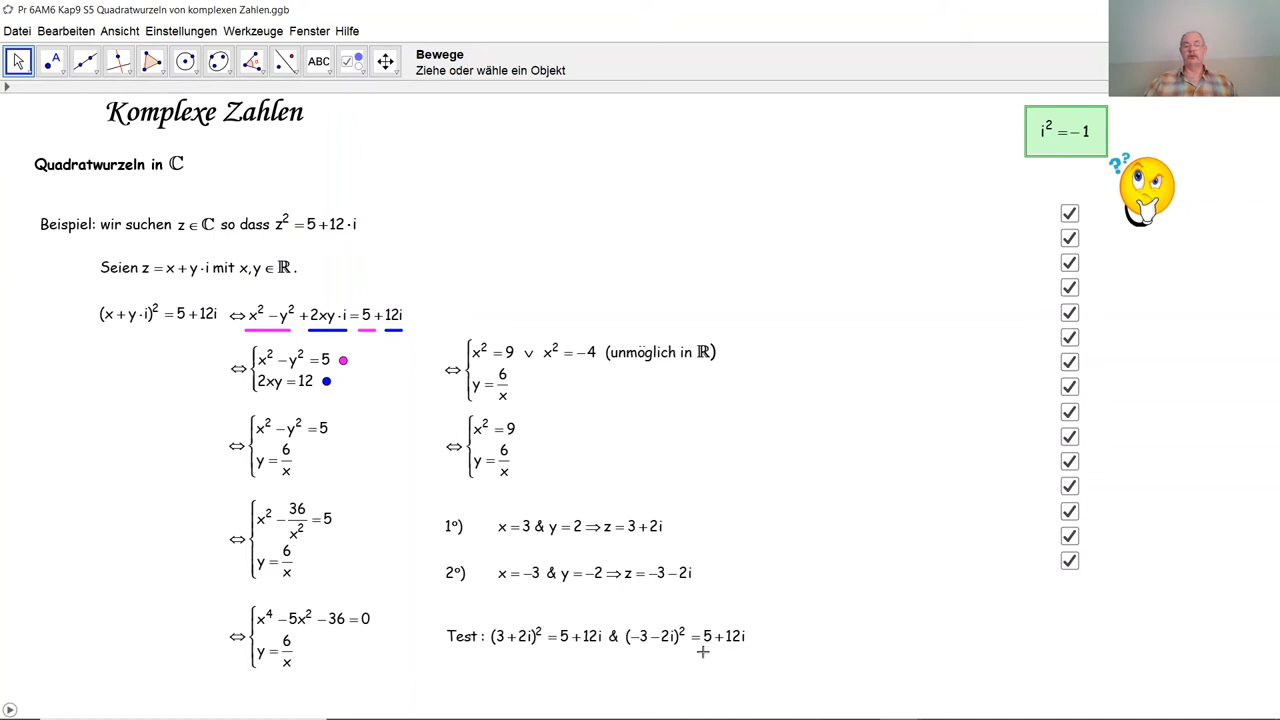 Pr 6AM6 Kap9 S5 Quadratwurzeln von komplexen Zahlen.ggb
Datei Bearbeiten Ansicht Einstellungen Werkzeuge Fenster Hilfe
A
ABC
Bewege
Ziehe oder wähle ein Objekt
Komplexe Zahlen
i² = −1
??
Quadratwurzeln in ℂ
Beispiel: wir suchen z ∈ ℂ so dass z² = 5 + 12 · i
Seien z = x + y · i mit x, y ∈ ℝ.
(x + y · i)² = 5 + 12i ⇔ x² − y² + 2xy · i = 5 + 12i
⇔ { x² − y² = 5
2xy = 12
⇔ { x² − y² = 5
y = 6/x
⇔ { x² − 36/x² = 5
y = 6/x
⇔ { x⁴ − 5x² − 36 = 0
y = 6/x
⇔ { x² = 9 ∨ x² = −4 (unmöglich in ℝ)
y = 6/x
⇔ { x² = 9
y = 6/x
1°) x = 3 & y = 2 ⇒ z = 3 + 2i
2°) x = −3 & y = −2 ⇒ z = −3 − 2i
Test : (3 + 2i)² = 5 + 12i & (−3 − 2i)² = 5 + 12i